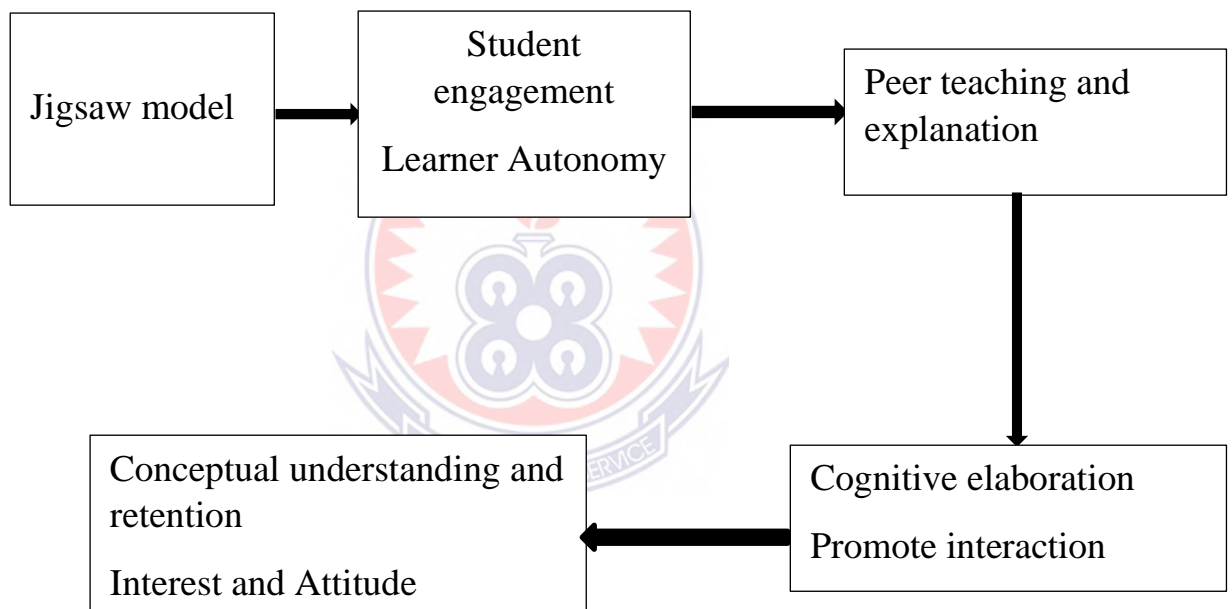 Jigsaw model
Student
engagement
Learner Autonomy
Peer teaching and
explanation
Cognitive elaboration
Promote interaction
Conceptual understanding and
retention
Interest and Attitude
SERVICE